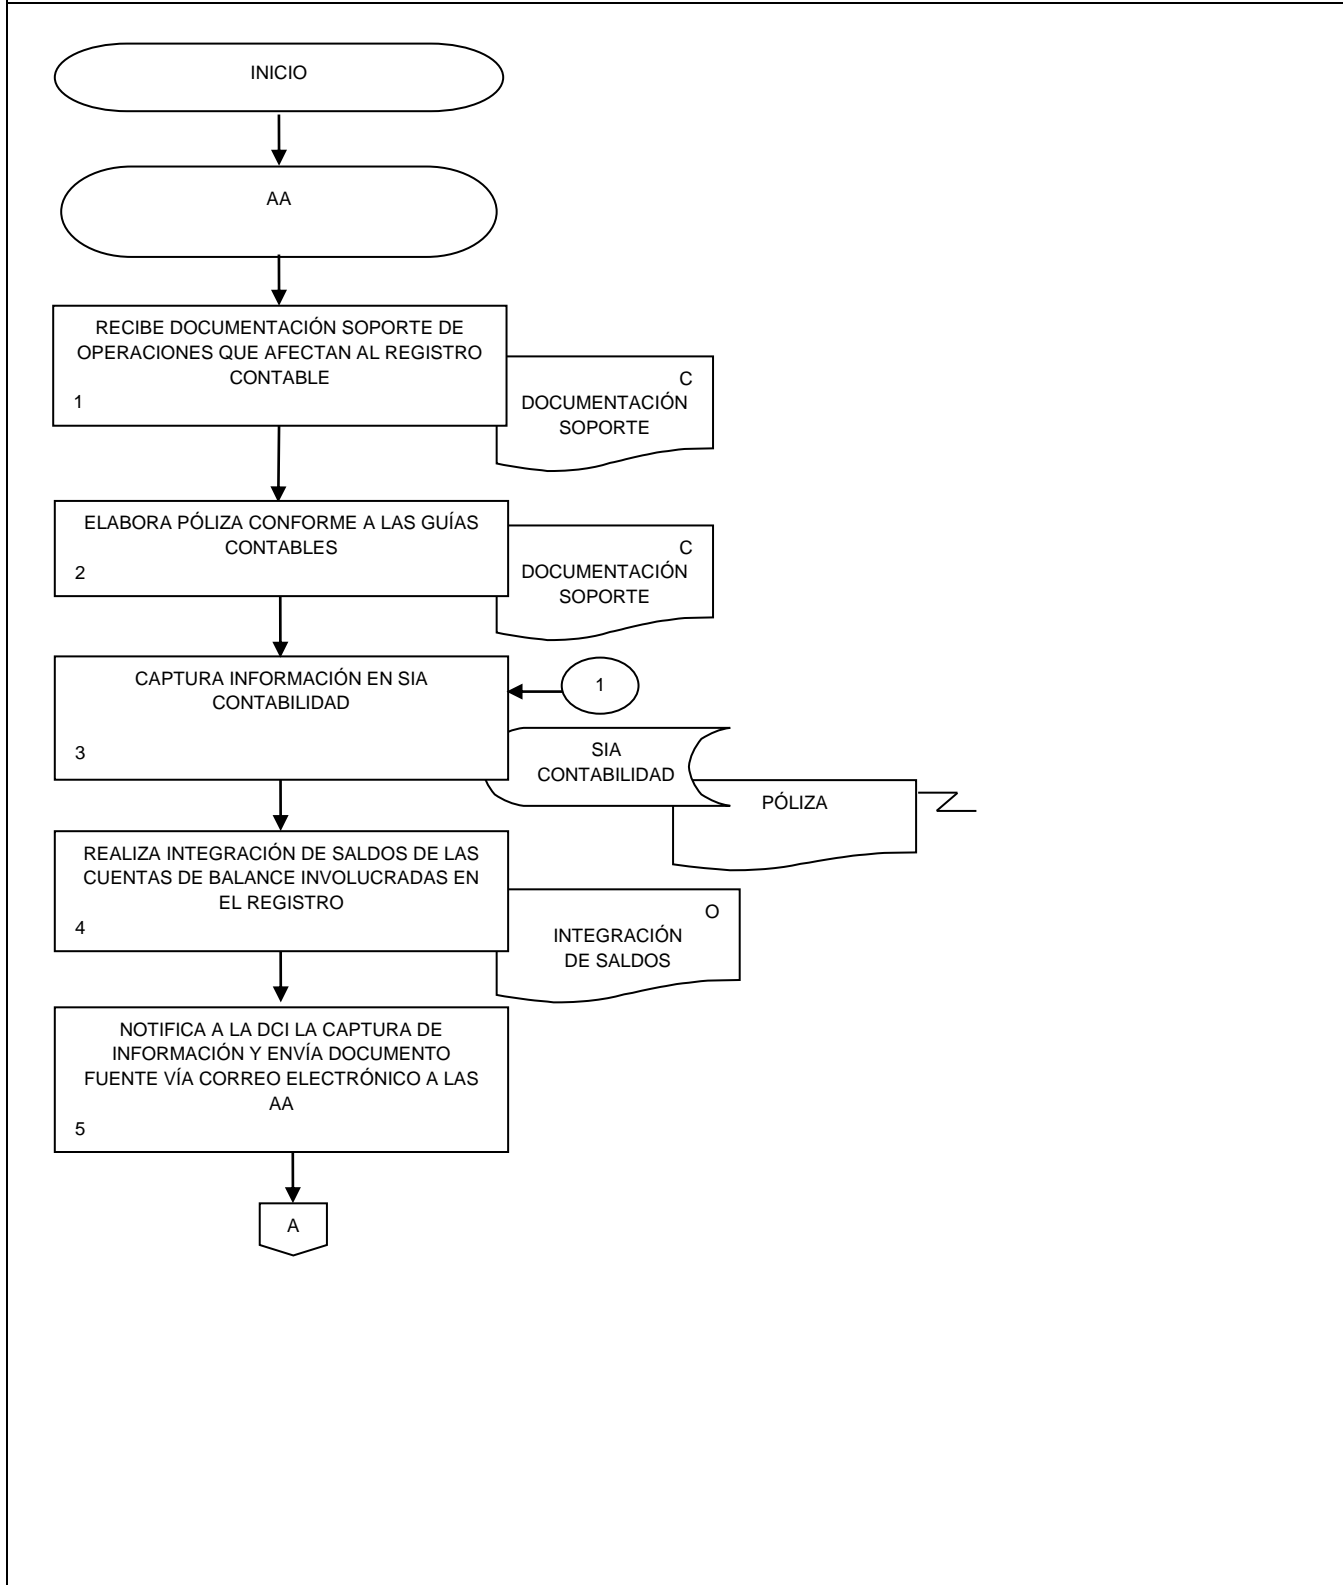 INICIO
AA
RECIBE DOCUMENTACIÓN SOPORTE DE
OPERACIONES QUE AFECTAN AL REGISTRO
CONTABLE
1
C
DOCUMENTACIÓN
SOPORTE
ELABORA PÓLIZA CONFORME A LAS GUÍAS
CONTABLES
2
C
DOCUMENTACIÓN
SOPORTE
CAPTURA INFORMACIÓN EN SIA
CONTABILIDAD
3
1
SIA
CONTABILIDAD
PÓLIZA
REALIZA INTEGRACIÓN DE SALDOS DE LAS
CUENTAS DE BALANCE INVOLUCRADAS EN
EL REGISTRO
4
O
INTEGRACIÓN
DE SALDOS
NOTIFICA A LA DCI LA CAPTURA DE
INFORMACIÓN Y ENVÍA DOCUMENTO
FUENTE VÍA CORREO ELECTRÓNICO A LAS
AA
5
A